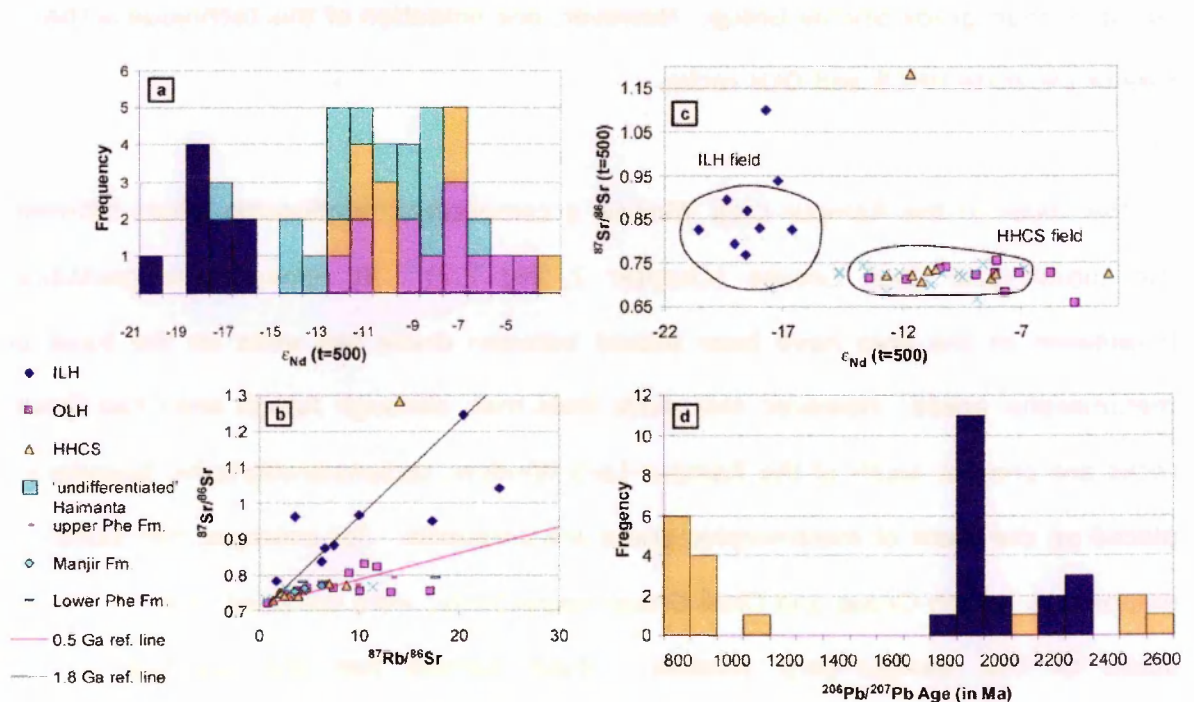 a
6
5
4
3
2
1
0
Frequency
-21 -19 -17 -15 -13 -11 -9 -7 -5
εNd (t=500)
c
1.15
1.05
0.95
0.85
0.75
0.65
87Sr/86Sr (t=500)
ILH field
HHCS field
-22 -17 -12 -7
εNd (t=500)
ILH
OLH
HHCS
'undifferentiated'
Haimanta
upper Phe Fm.
Manjir Fm
Lower Phe Fm.
0.5 Ga ref. line
1.8 Ga ref. line
b
1.3
1.2
1.1
1
0.9
0.8
0.7
87Sr/86Sr
0 10 20 30
87Rb/86Sr
d
12
10
8
6
4
2
0
Fregency
800 1000 1200 1400 1600 1800 2000 2200 2400 2600
206Pb/207Pb Age (in Ma)